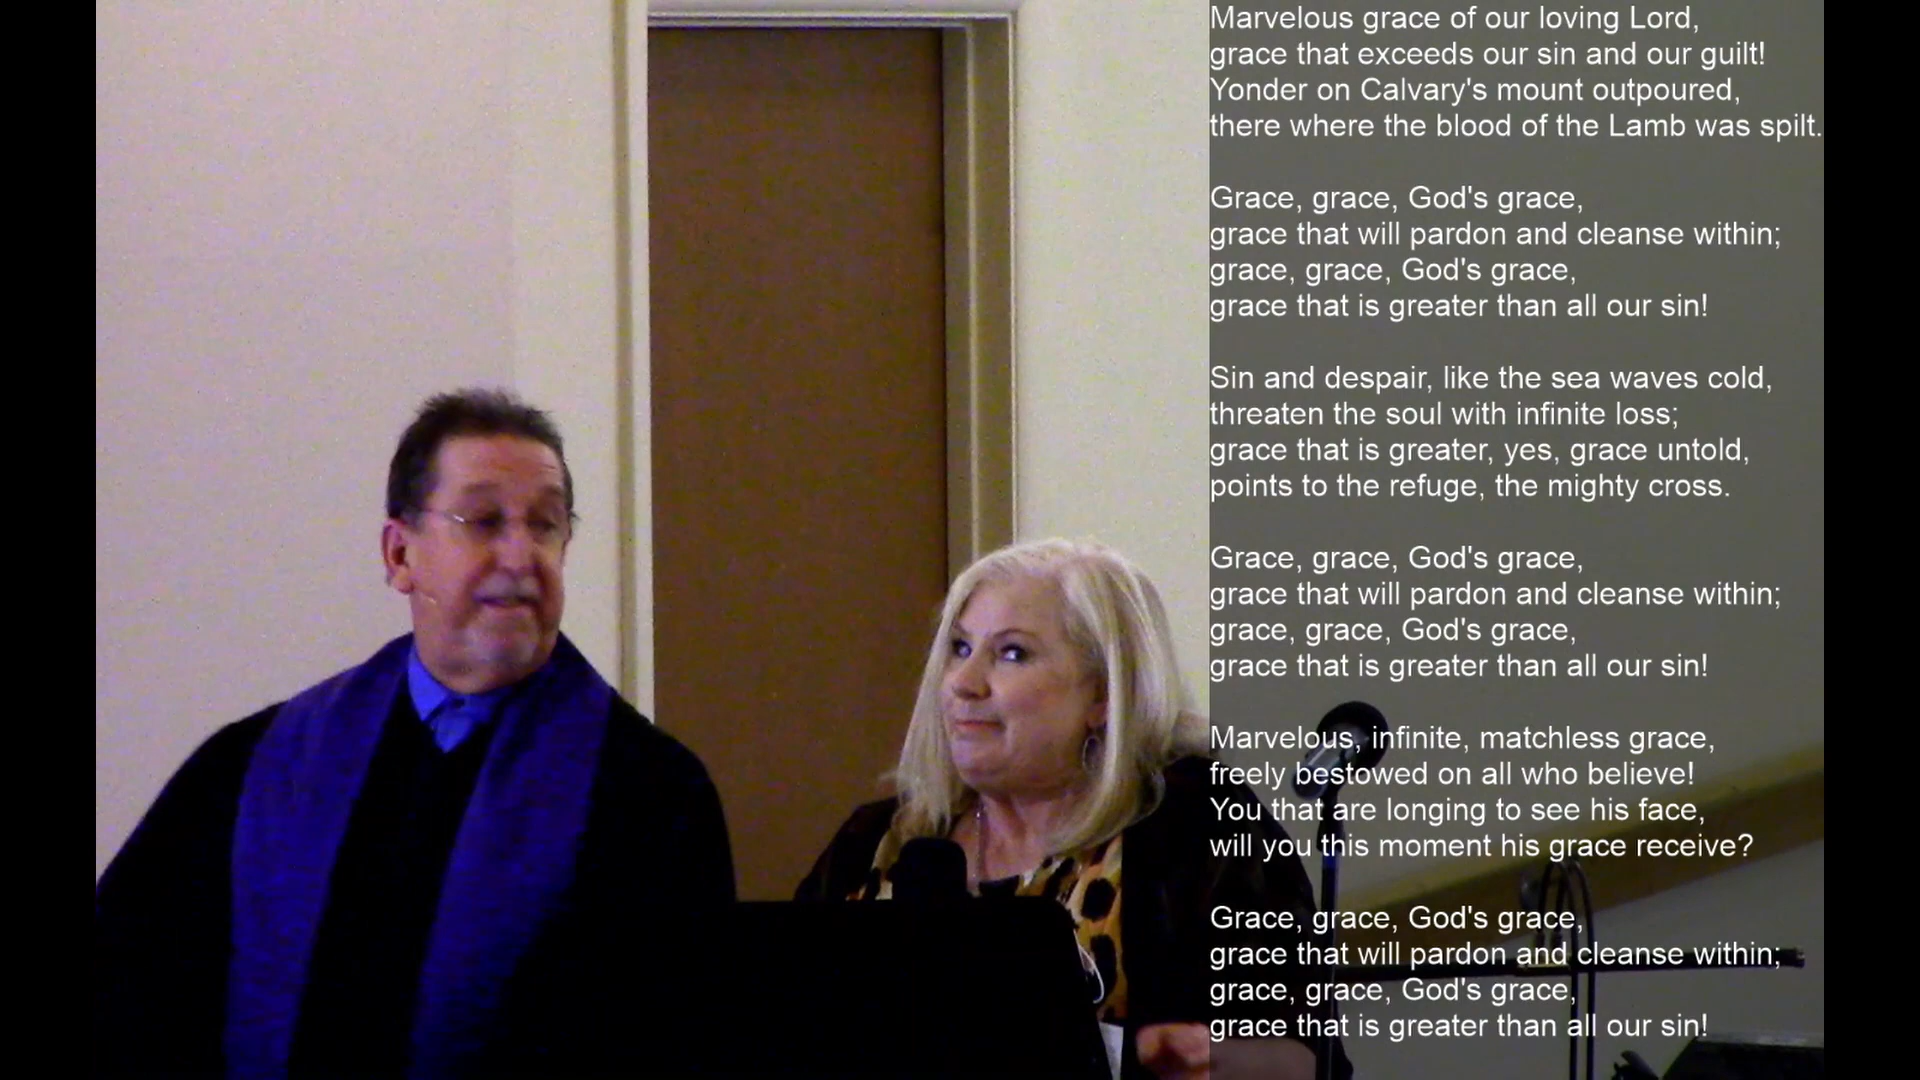 Marvelous grace of our loving Lord,
grace that exceeds our sin and our guilt!
Yonder on Calvary's mount outpoured,
there where the blood of the Lamb was spilt.
Grace, grace, God's grace,
grace that will pardon and cleanse within;
grace, grace, God's grace,
grace that is greater than all our sin!
Sin and despair, like the sea waves cold,
threaten the soul with infinite loss;
grace that is greater, yes, grace untold,
points to the refuge, the mighty cross.
Grace, grace, God's grace,
grace that will pardon and cleanse within;
grace, grace, God's grace,
grace that is greater than all our sin!
Marvelous, infinite, matchless grace,
freely bestowed on all who believe!
You that are longing to see his face,
will you this moment his grace receive?
Grace, grace, God's grace,
grace that will pardon and cleanse within;
grace, grace, God's grace,
grace that is greater than all our sin!